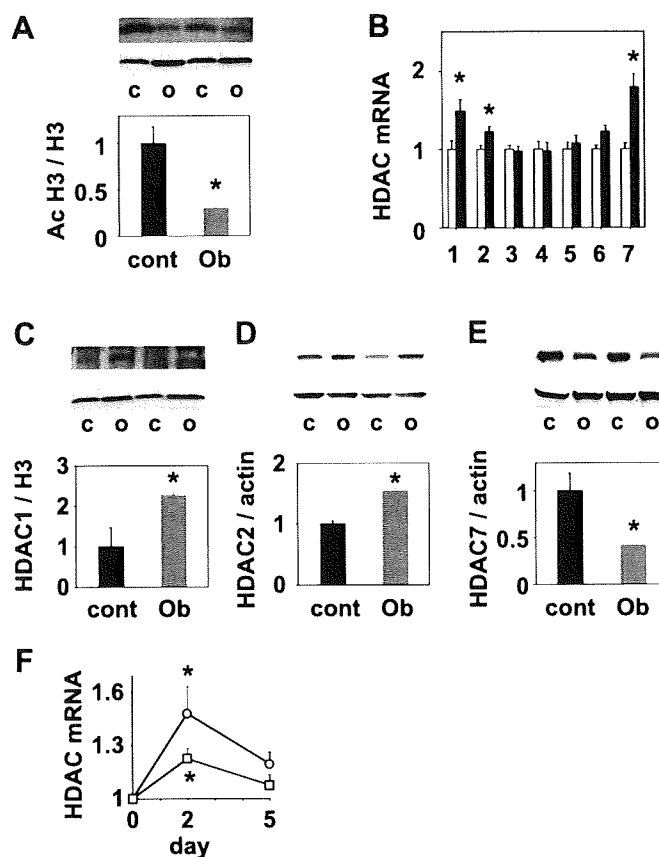 A
c o c o
Ac H3 / H3
1
0.5
0
*
cont Ob
B
HDAC mRNA
2
1
0
* * *
1 2 3 4 5 6 7
C
c o c o
HDAC1 / H3
3
2
1
0
*
cont Ob
D
c o c o
HDAC2 / actin
2
1
0
*
cont Ob
E
c o c o
HDAC7 / actin
1
0.5
0
*
cont Ob
F
HDAC mRNA
1.6
1.3
1
*
*
0 2 5
day